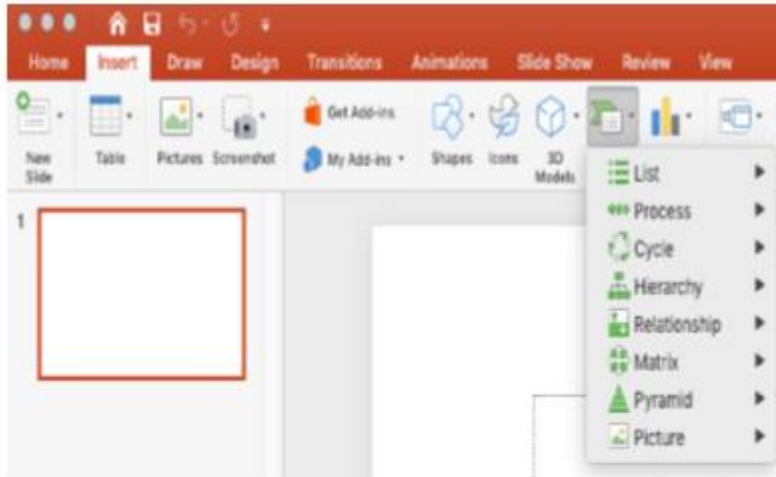 Home Insert Draw Design Transitions Animations Slide Show Review View
Get Add-ins
My Add-ins
New Slide
Table
Pictures
Screenshot
Shapes
Icons
3D Models
List
Process
Cycle
Hierarchy
Relationship
Matrix
Pyramid
Picture
1